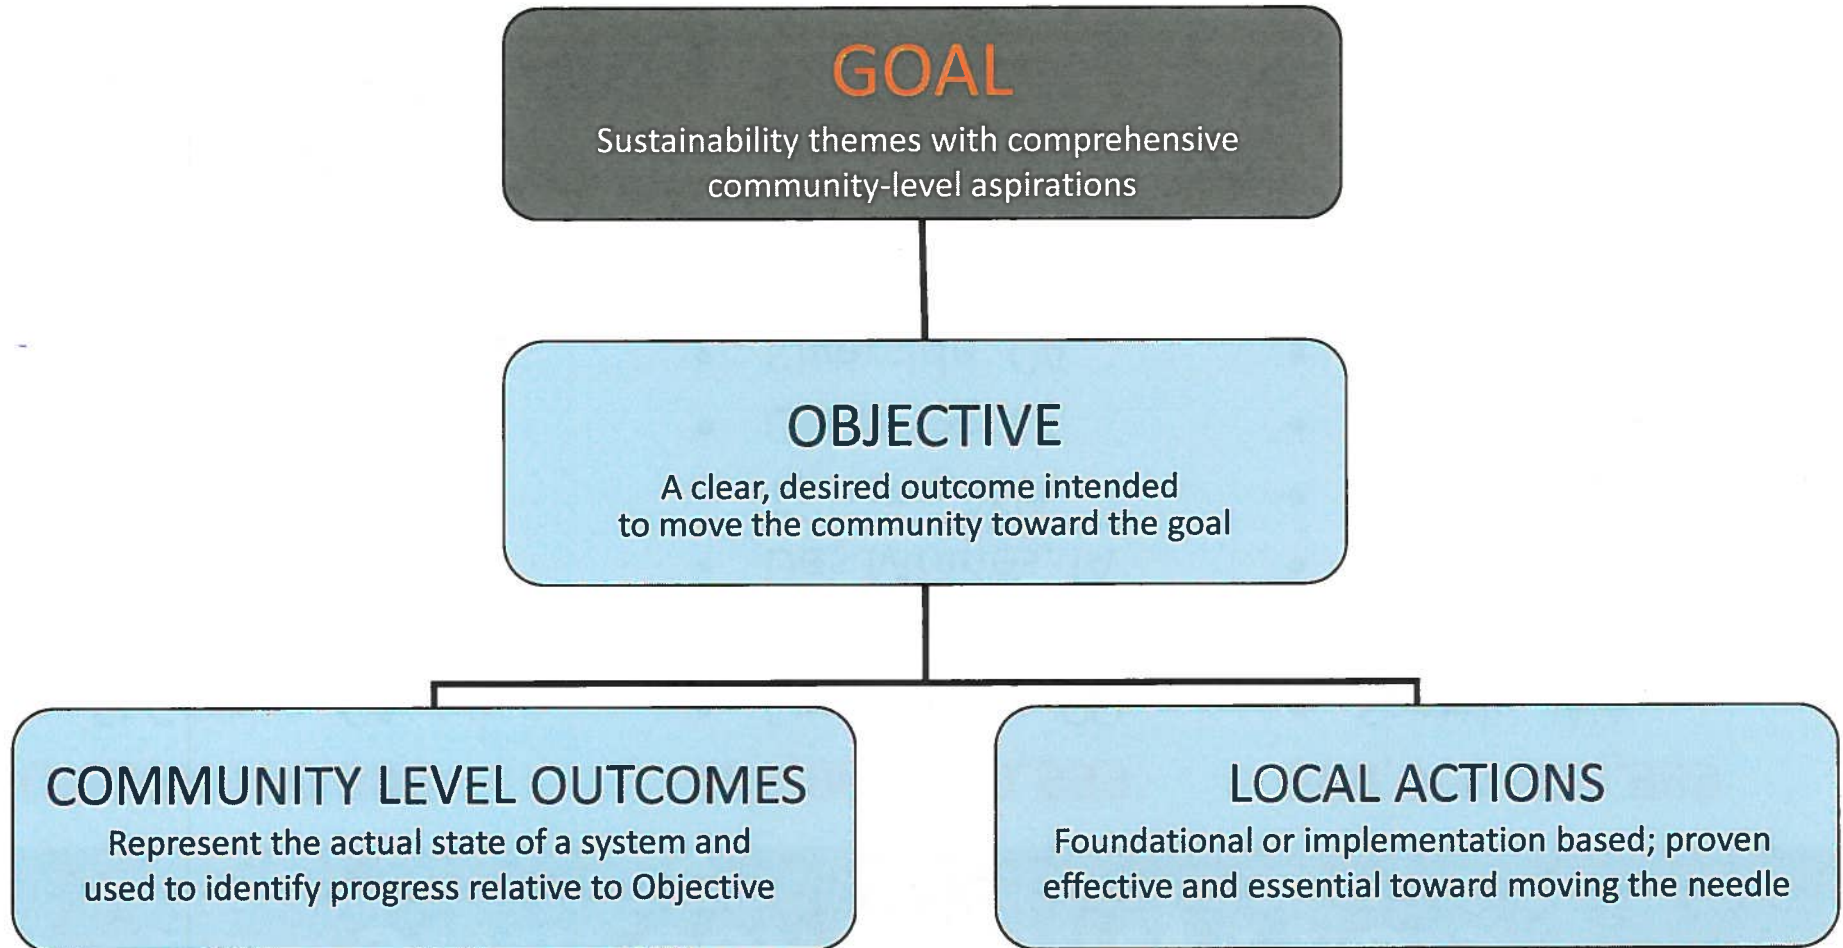 GOAL
Sustainability themes with comprehensive
community-level aspirations
OBJECTIVE
A clear, desired outcome intended
to move the community toward the goal
COMMUNITY LEVEL OUTCOMES
Represent the actual state of a system and
used to identify progress relative to Objective
LOCAL ACTIONS
Foundational or implementation based; proven
effective and essential toward moving the needle